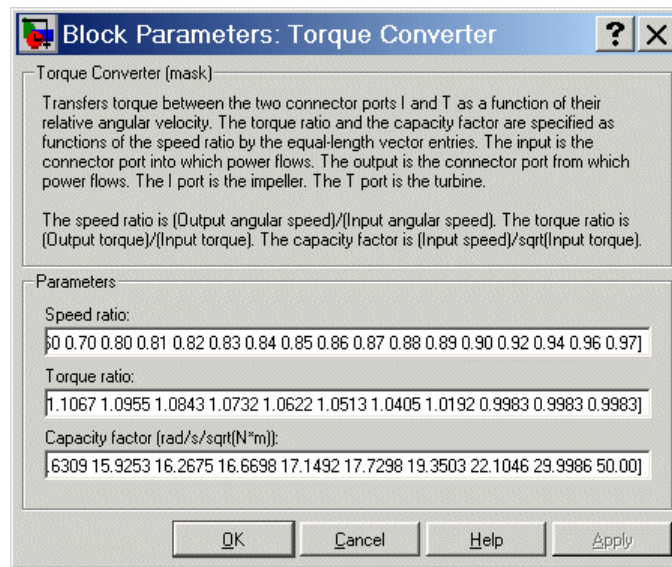 Block Parameters: Torque Converter
Torque Converter (mask)
Transfers torque between the two connector ports I and T as a function of their
relative angular velocity. The torque ratio and the capacity factor are specified as
functions of the speed ratio by the equal-length vector entries. The input is the
connector port into which power flows. The output is the connector port from which
power flows. The I port is the impeller. The T port is the turbine.
The speed ratio is (Output angular speed)/(Input angular speed). The torque ratio is
(Output torque)/(Input torque). The capacity factor is (Input speed)/sqrt(Input torque).
Parameters
Speed ratio:
60 0.70 0.80 0.81 0.82 0.83 0.84 0.85 0.86 0.87 0.88 0.89 0.90 0.92 0.94 0.96 0.97]
Torque ratio:
1.1067 1.0955 1.0843 1.0732 1.0622 1.0513 1.0405 1.0192 0.9983 0.9983 0.9983]
Capacity factor (rad/s/sqrt(N*m)):
.6309 15.9253 16.2675 16.6698 17.1492 17.7298 19.3503 22.1046 29.9986 50.00]
OK
Cancel
Help
Apply